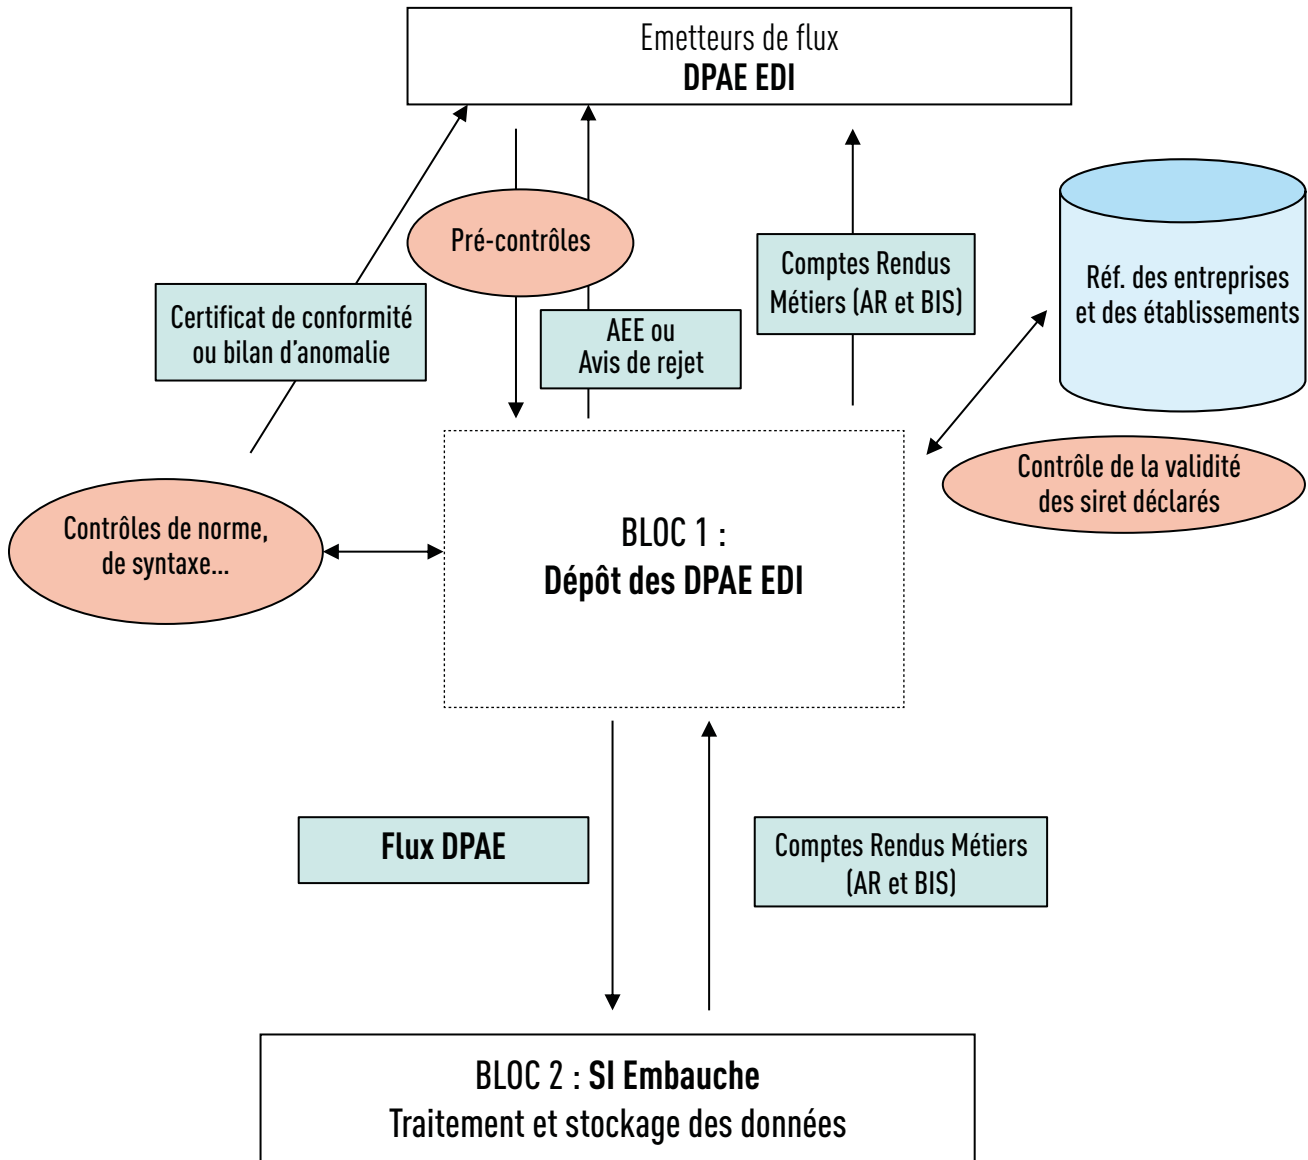 Emetteurs de flux
DPAE EDI
Pré-contrôles
Comptes Rendus
Métiers (AR et BIS)
Réf. des entreprises
et des établissements
Certificat de conformité
ou bilan d’anomalie
AEE ou
Avis de rejet
Contrôle de la validité
des siret déclarés
Contrôles de norme,
de syntaxe...
BLOC 1 :
Dépôt des DPAE EDI
Flux DPAE
Comptes Rendus Métiers
(AR et BIS)
BLOC 2 : SI Embauche
Traitement et stockage des données